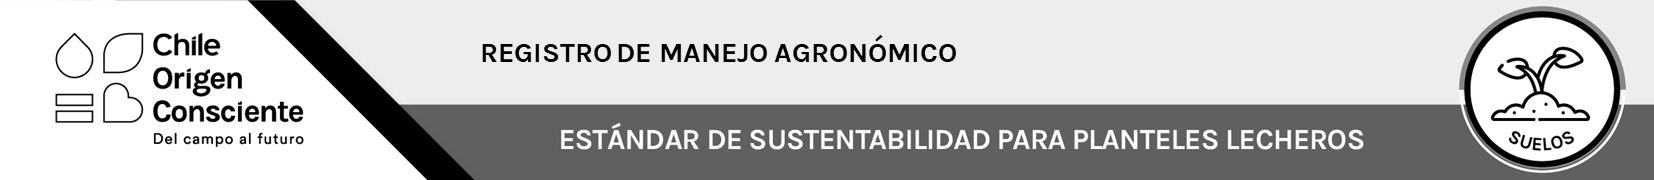 Chile
Origen
Consciente
Del campo al futuro
REGISTRO DE MANEJO AGRONÓMICO
ESTÁNDAR DE SUSTENTABILIDAD PARA PLANTELES LECHEROS
SUELOS